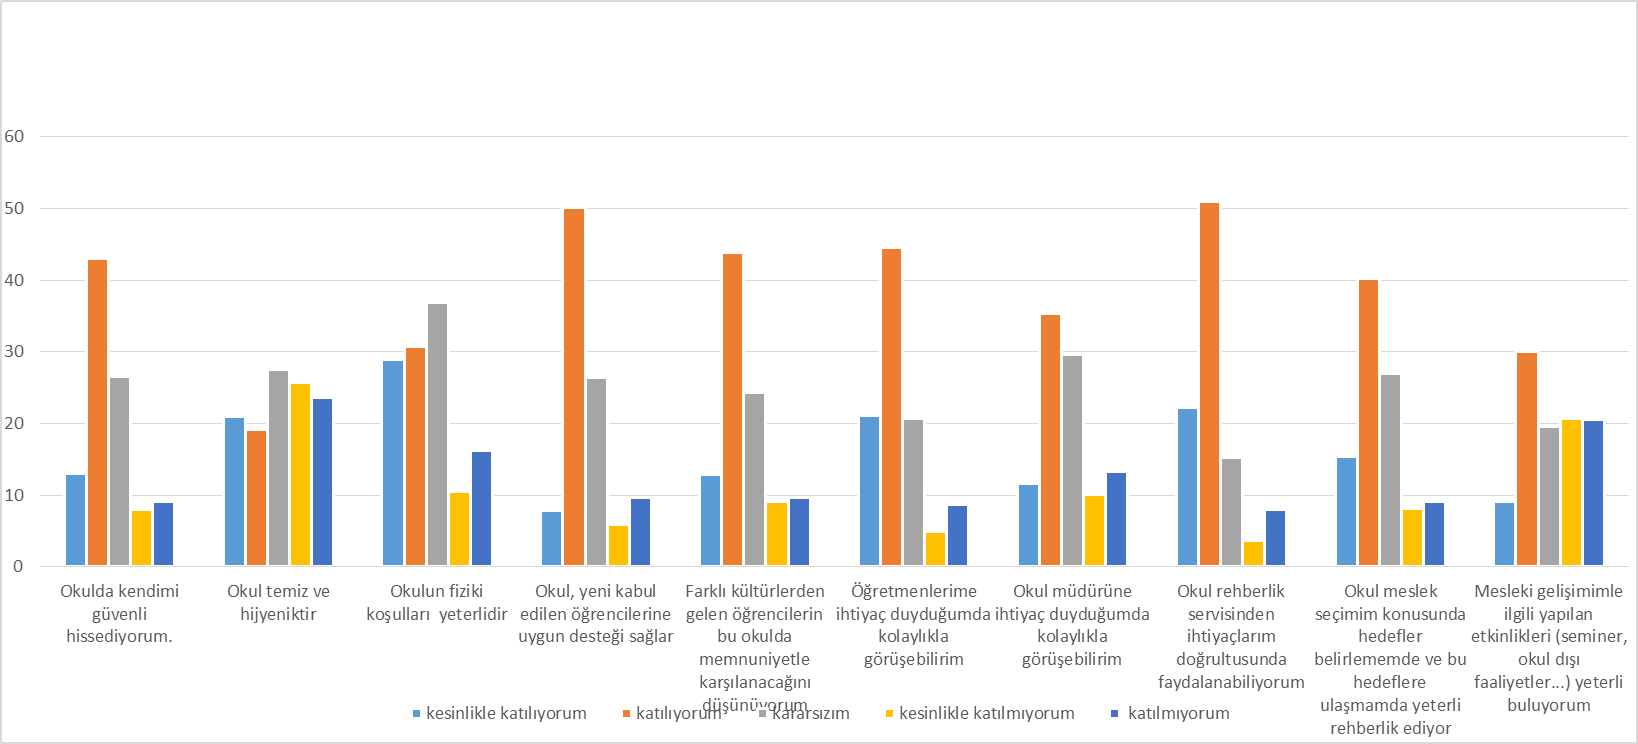 60
50
40
30
20
10
0
Okulda kendimi
güvenli
hissediyorum.
Okul temiz ve
hijyeniktir
Okulun fiziki
koşulları yeterlidir
Okul, yeni kabul
edilen öğrencilerine
uygun desteği sağlar
Farklı kültürlerden
gelen öğrencilerin
bu okulda
memnuniyetle
karşılanacağını
düşünüyorum
Öğretmenlerime
ihtiyaç duyduğumda
kolaylıkla
görüşebilirim
Okul müdürüne
ihtiyaç duyduğumda
kolaylıkla
görüşebilirim
Okul rehberlik
servisinden
ihtiyaçlarım
doğrultusunda
faydalanabiliyorum
Okul meslek
seçimim konusunda
hedefler
belirlememde ve bu
hedeflere
ulaşmamda yeterli
rehberlik ediyor
Mesleki gelişimimle
ilgili yapılan
etkinlikleri (seminer,
okul dışı
faaliyetler...) yeterli
buluyorum
kesinlikle katılıyorum
katılıyorum
kararsızım
kesinlikle katılmıyorum
katılmıyorum